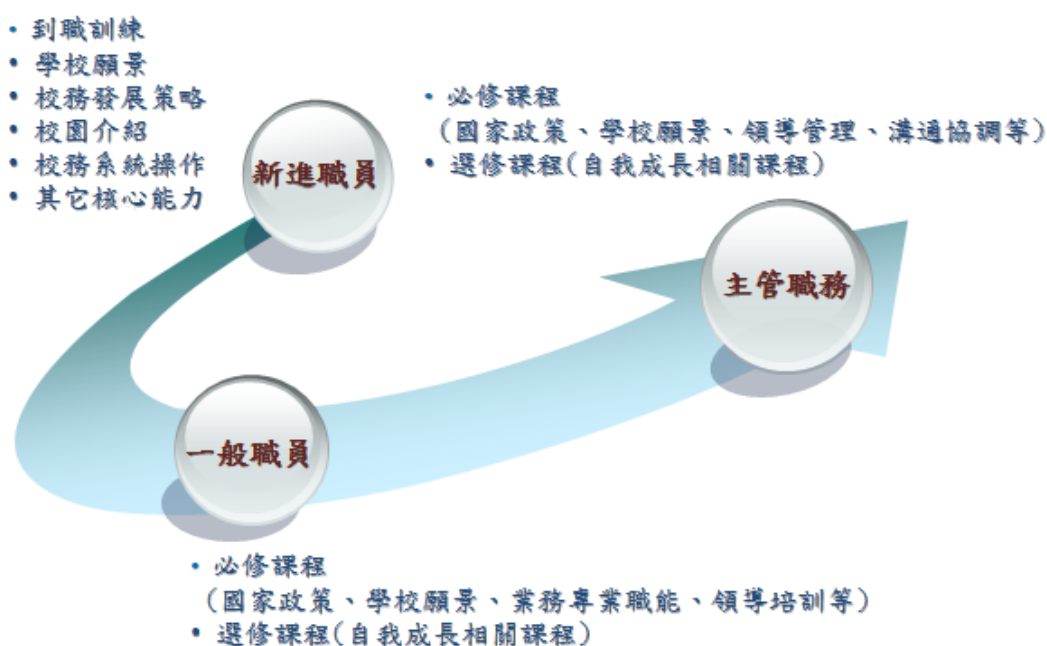 • 到職訓練
• 學校願景
• 校務發展策略
• 校園介紹
• 校務系統操作
• 其它核心能力
新進職員
• 必修課程
（國家政策、學校願景、領導管理、溝通協調等）
• 選修課程(自我成長相關課程)
主管職務
一般職員
• 必修課程
（國家政策、學校願景、業務專業職能、領導培訓等）
• 選修課程(自我成長相關課程)